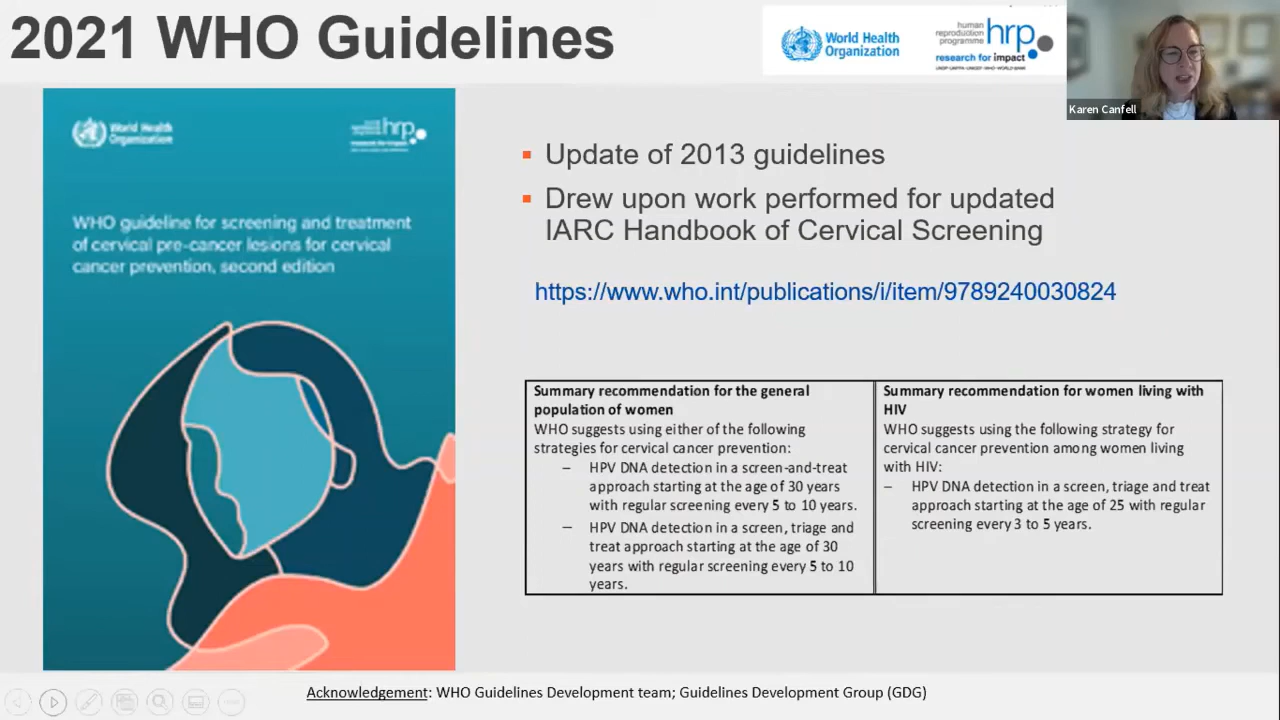 2021 WHO Guidelines
World Health
Organization
human
reproduction
programme
hrp
research for impact
UNDP·UNFPA·UNICEF·WHO·WORLD BANK
Karen Canfell
World Health
Organization
hrp
WHO guideline for screening and treatment
of cervical pre-cancer lesions for cervical
cancer prevention, second edition
▪ Update of 2013 guidelines
▪ Drew upon work performed for updated
IARC Handbook of Cervical Screening
https://www.who.int/publications/i/item/9789240030824
Summary recommendation for the general
population of women
WHO suggests using either of the following
strategies for cervical cancer prevention:
– HPV DNA detection in a screen-and-treat
approach starting at the age of 30 years
with regular screening every 5 to 10 years.
– HPV DNA detection in a screen, triage and
treat approach starting at the age of 30
years with regular screening every 5 to 10
years.
Summary recommendation for women living with
HIV
WHO suggests using the following strategy for
cervical cancer prevention among women living
with HIV:
– HPV DNA detection in a screen, triage and treat
approach starting at the age of 25 with regular
screening every 3 to 5 years.
Acknowledgement: WHO Guidelines Development team; Guidelines Development Group (GDG)